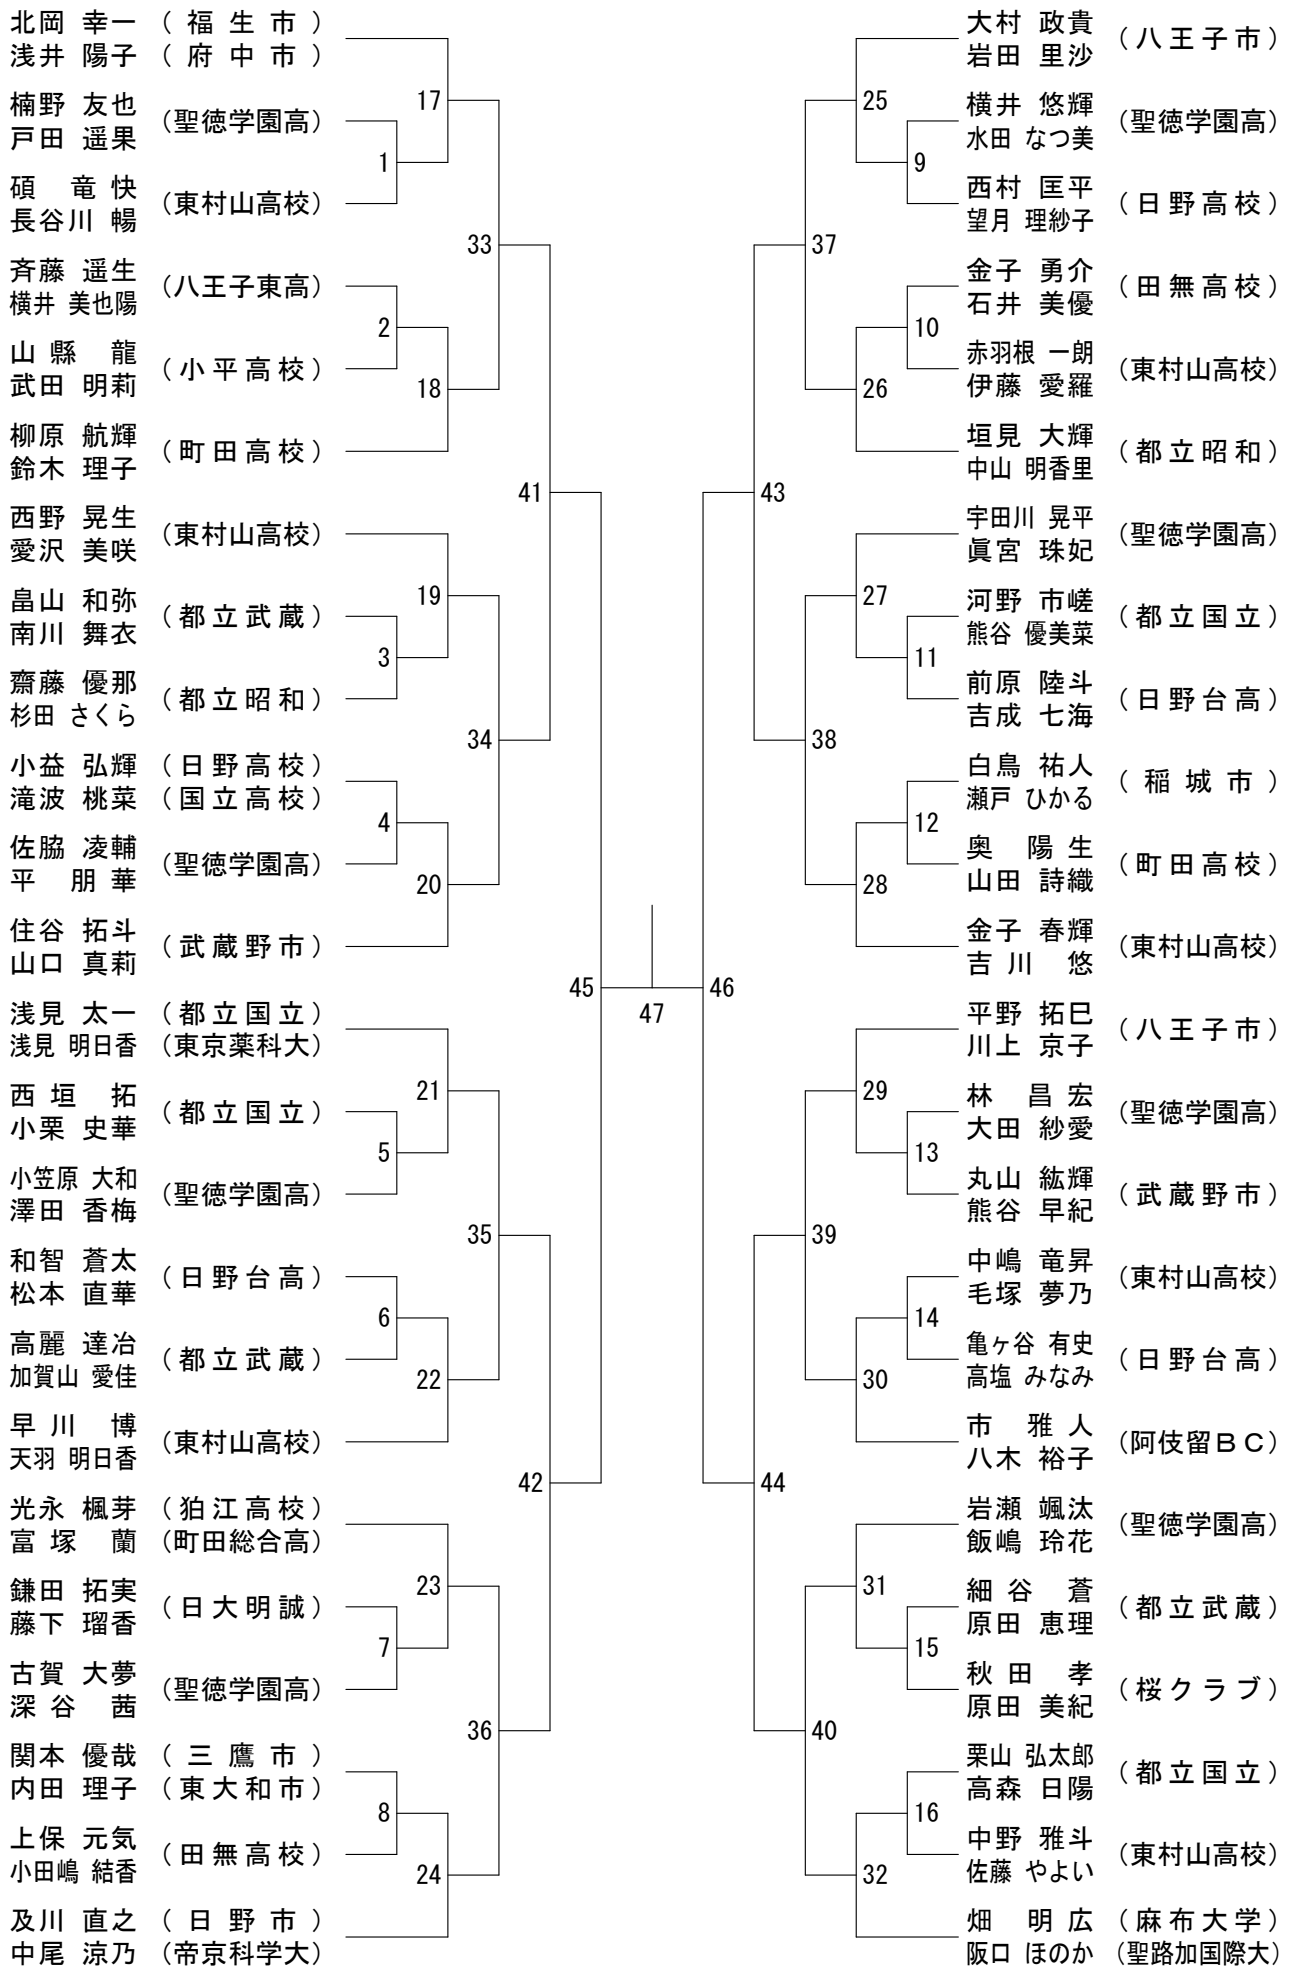 北岡 幸一 （ 福 生 市 ）
浅井 陽子 （ 府 中 市 ）
17
楠野 友也
戸田 遥果
（聖徳学園高）
1
碩 竜 快
長谷川 暢
（東村山高校）
33
斉藤 遥生
横井 美也陽
（八王子東高）
2
山 縣 龍
武田 明莉
（ 小 平 高 校 ）
18
柳原 航輝
鈴木 理子
（ 町 田 高 校 ）
41
西野 晃生
愛沢 美咲
（東村山高校）
19
畠山 和弥
南川 舞衣
（ 都 立 武 蔵 ）
3
齋藤 優那
杉田 さくら
（ 都 立 昭 和 ）
34
小益 弘輝 （ 日 野 高 校 ）
滝波 桃菜 （ 国 立 高 校 ）
4
佐脇 凌輔
平 朋 華
（聖徳学園高）
20
住谷 拓斗
山口 真莉
（ 武 蔵 野 市 ）
45
浅見 太一 （ 都 立 国 立 ）
浅見 明日香 （東京薬科大）
21
西 垣 拓
小栗 史華
（ 都 立 国 立 ）
5
小笠原 大和
澤田 香梅
（聖徳学園高）
35
和智 蒼太
松本 直華
（ 日 野 台 高 ）
6
高麗 達冶
加賀山 愛佳
（ 都 立 武 蔵 ）
22
早 川 博
天羽 明日香
（東村山高校）
42
光永 楓芽 （ 狛 江 高 校 ）
富 塚 蘭 （町田総合高）
23
鎌田 拓実
藤下 瑠香
（ 日 大 明 誠 ）
7
古賀 大夢
深 谷 茜
（聖徳学園高）
36
関本 優哉 （ 三 鷹 市 ）
内田 理子 （ 東 大 和 市 ）
8
上保 元気
小田嶋 結香
（ 田 無 高 校 ）
24
及川 直之 （ 日 野 市 ）
中尾 涼乃 （帝京科学大）
47
大村 政貴
岩田 里沙
（ 八 王 子 市 ）
25
横井 悠輝
水田 なつ美
（聖徳学園高）
9
西村 匡平
望月 理紗子
（ 日 野 高 校 ）
37
金子 勇介
石井 美優
（ 田 無 高 校 ）
10
赤羽根 一朗
伊藤 愛羅
（東村山高校）
26
垣見 大輝
中山 明香里
（ 都 立 昭 和 ）
43
宇田川 晃平
眞宮 珠妃
（聖徳学園高）
27
河野 市嵯
熊谷 優美菜
（ 都 立 国 立 ）
11
前原 陸斗
吉成 七海
（ 日 野 台 高 ）
38
白鳥 祐人
瀬戸 ひかる
（ 稲 城 市 ）
12
奥 陽 生
山田 詩織
（ 町 田 高 校 ）
28
金子 春輝
吉 川 悠
（東村山高校）
46
平野 拓巳
川上 京子
（ 八 王 子 市 ）
29
林 昌 宏
大田 紗愛
（聖徳学園高）
13
丸山 紘輝
熊谷 早紀
（ 武 蔵 野 市 ）
39
中嶋 竜昇
毛塚 夢乃
（東村山高校）
14
亀ヶ谷 有史
高塩 みなみ
（ 日 野 台 高 ）
30
市 雅 人
八木 裕子
（阿伎留ＢＣ）
44
岩瀬 颯汰
飯嶋 玲花
（聖徳学園高）
31
細 谷 蒼
原田 恵理
（ 都 立 武 蔵 ）
15
秋 田 孝
原田 美紀
（ 桜 ク ラ ブ ）
40
栗山 弘太郎
高森 日陽
（ 都 立 国 立 ）
16
中野 雅斗
佐藤 やよい
（東村山高校）
32
畑 明 広 （ 麻 布 大 学 ）
阪口 ほのか （聖路加国際大）